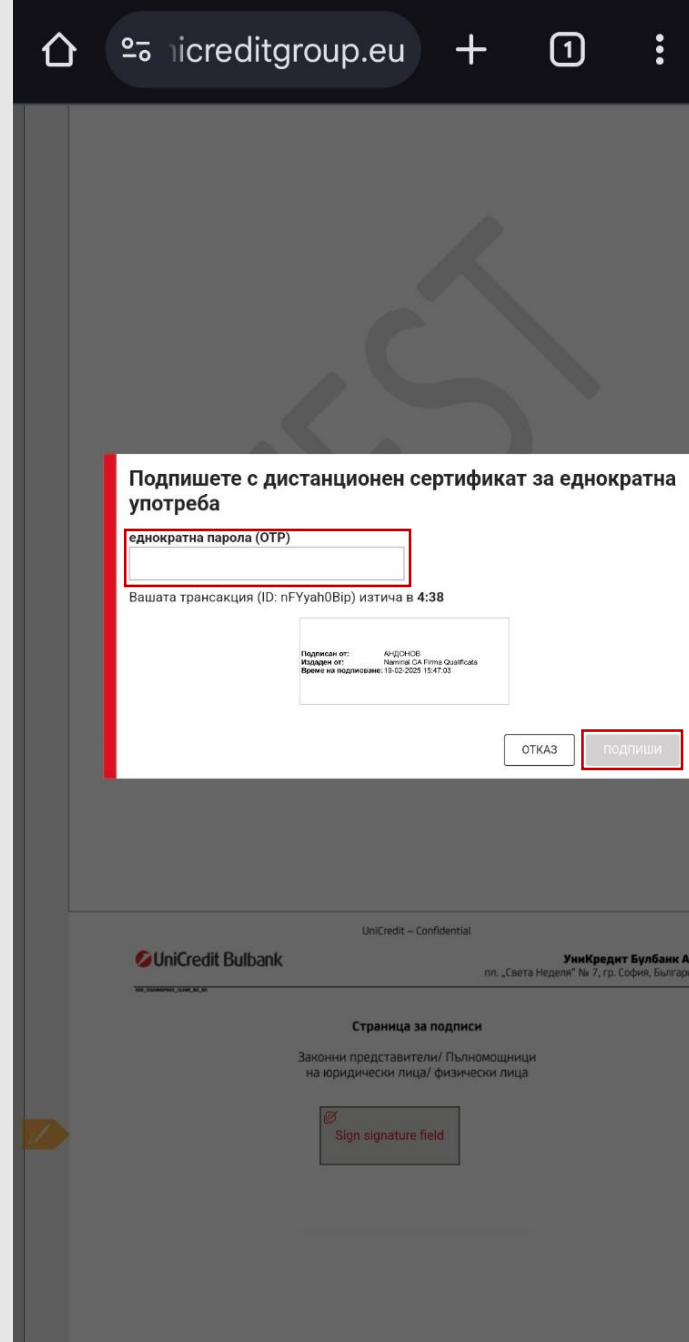 nicreditgroup.eu
1
EST
Подпишете с дистанционен сертификат за еднократна
употреба
еднократна парола (OTP)
Вашата трансакция (ID: nFYyah0Bip) изтича в 4:38
Подписан от: АНДОНОВ
Издаден от: Namirial CA Firma Qualificata
Време на подписване: 19-02-2025 15:47:03
ОТКАЗ
ПОДПИШИ
UniCredit – Confidential
UniCredit Bulbank
УниКредит Булбанк А
пл. „Света Неделя“ № 7, гр. София, Българ
Страница за подписи
Законни представители/ Пълномощници
на юридически лица/ физически лица
Sign signature field